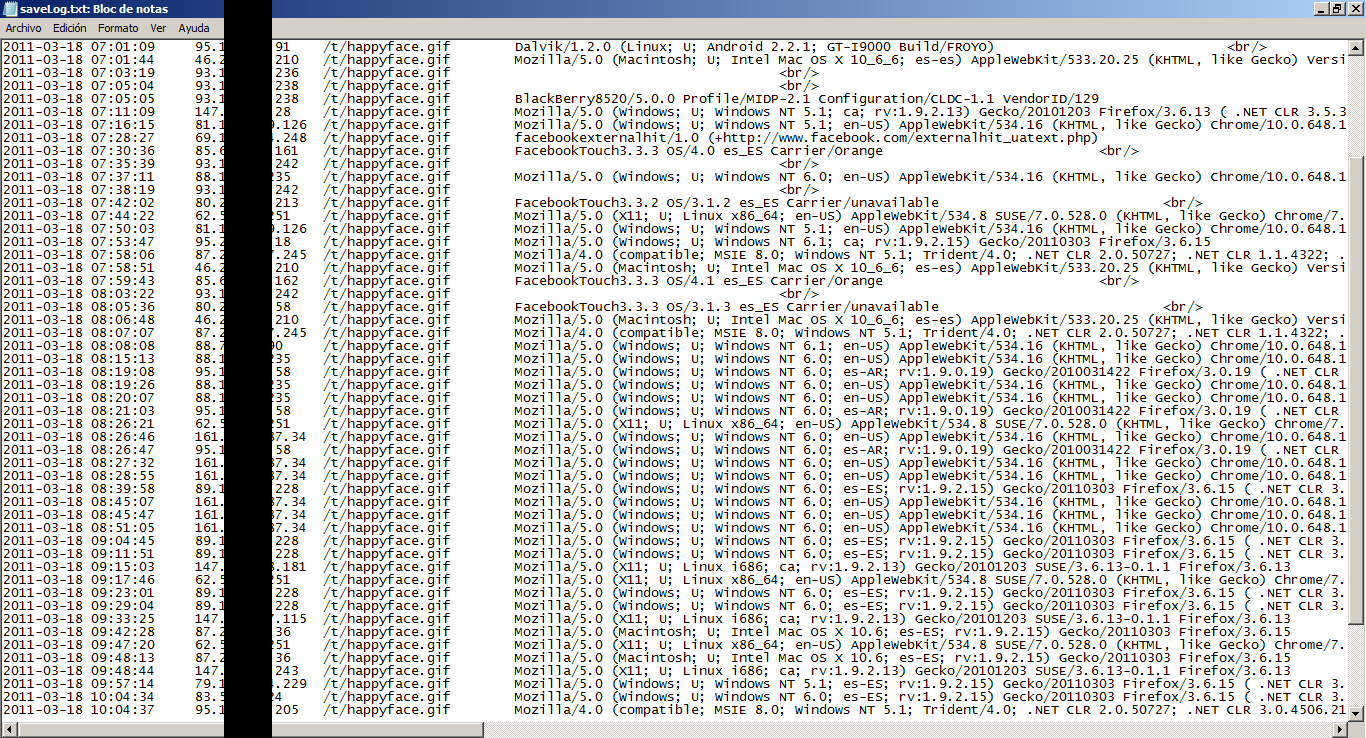 saveLog.txt: Bloc de notas
Archivo Edición Formato Ver Ayuda
2011-03-18 07:01:09 95.1 91 /t/happyface.gif Dalvik/1.2.0 (Linux; U; Android 2.2.1; GT-I9000 Build/FROYO) <br/>
2011-03-18 07:01:44 46.2 210 /t/happyface.gif Mozilla/5.0 (Macintosh; U; Intel Mac OS X 10_6_6; es-es) AppleWebKit/533.20.25 (KHTML, like Gecko) Versi
2011-03-18 07:03:19 93.1 236 /t/happyface.gif <br/>
2011-03-18 07:05:04 93.1 238 /t/happyface.gif <br/>
2011-03-18 07:05:05 93.1 238 /t/happyface.gif BlackBerry8520/5.0.0 Profile/MIDP-2.1 Configuration/CLDC-1.1 VendorID/129
2011-03-18 07:11:09 147. 28 /t/happyface.gif Mozilla/5.0 (Windows; U; Windows NT 5.1; ca; rv:1.9.2.13) Gecko/20101203 Firefox/3.6.13 ( .NET CLR 3.5.3
2011-03-18 07:16:15 81.1 9.126 /t/happyface.gif Mozilla/5.0 (Windows; U; Windows NT 5.1; en-US) AppleWebKit/534.16 (KHTML, like Gecko) Chrome/10.0.648.1
2011-03-18 07:28:27 69.1 4.248 /t/happyface.gif facebookexternalhit/1.0 (+http://www.facebook.com/externalhit_uatext.php)
2011-03-18 07:30:36 85.6 161 /t/happyface.gif FacebookTouch3.3.3 OS/4.0 es_ES Carrier/Orange <br/>
2011-03-18 07:35:39 93.1 242 /t/happyface.gif <br/>
2011-03-18 07:37:11 88.1 235 /t/happyface.gif Mozilla/5.0 (Windows; U; Windows NT 6.0; en-US) AppleWebKit/534.16 (KHTML, like Gecko) Chrome/10.0.648.1
2011-03-18 07:38:19 93.1 242 /t/happyface.gif <br/>
2011-03-18 07:42:02 80.2 213 /t/happyface.gif FacebookTouch3.3.2 OS/3.1.2 es_ES Carrier/unavailable <br/>
2011-03-18 07:44:22 62.5 251 /t/happyface.gif Mozilla/5.0 (X11; U; Linux x86_64; en-US) AppleWebKit/534.8 SUSE/7.0.528.0 (KHTML, like Gecko) Chrome/7.
2011-03-18 07:50:03 81.1 9.126 /t/happyface.gif Mozilla/5.0 (Windows; U; Windows NT 5.1; en-US) AppleWebKit/534.16 (KHTML, like Gecko) Chrome/10.0.648.1
2011-03-18 07:53:47 95.2 18 /t/happyface.gif Mozilla/5.0 (Windows; U; Windows NT 6.1; ca; rv:1.9.2.15) Gecko/20110303 Firefox/3.6.15
2011-03-18 07:58:06 87.2 7.245 /t/happyface.gif Mozilla/4.0 (compatible; MSIE 8.0; Windows NT 5.1; Trident/4.0; .NET CLR 2.0.50727; .NET CLR 1.1.4322; .
2011-03-18 07:58:51 46.2 210 /t/happyface.gif Mozilla/5.0 (Macintosh; U; Intel Mac OS X 10_6_6; es-es) AppleWebKit/533.20.25 (KHTML, like Gecko) Versi
2011-03-18 07:59:43 85.6 162 /t/happyface.gif FacebookTouch3.3.3 OS/4.1 es_ES Carrier/Orange <br/>
2011-03-18 08:03:22 93.1 242 /t/happyface.gif <br/>
2011-03-18 08:05:36 80.2 58 /t/happyface.gif FacebookTouch3.3.3 OS/3.1.3 es_ES Carrier/unavailable <br/>
2011-03-18 08:06:48 46.2 210 /t/happyface.gif Mozilla/5.0 (Macintosh; U; Intel Mac OS X 10_6_6; es-es) AppleWebKit/533.20.25 (KHTML, like Gecko) Versi
2011-03-18 08:07:07 87.2 7.245 /t/happyface.gif Mozilla/4.0 (compatible; MSIE 8.0; Windows NT 5.1; Trident/4.0; .NET CLR 2.0.50727; .NET CLR 1.1.4322; .
2011-03-18 08:08:08 88.7 90 /t/happyface.gif Mozilla/5.0 (Windows; U; Windows NT 6.1; en-US) AppleWebKit/534.16 (KHTML, like Gecko) Chrome/10.0.648.1
2011-03-18 08:15:13 88.1 235 /t/happyface.gif Mozilla/5.0 (Windows; U; Windows NT 6.0; en-US) AppleWebKit/534.16 (KHTML, like Gecko) Chrome/10.0.648.1
2011-03-18 08:19:08 95.1 58 /t/happyface.gif Mozilla/5.0 (Windows; U; Windows NT 6.0; es-AR; rv:1.9.0.19) Gecko/2010031422 Firefox/3.0.19 ( .NET CLR
2011-03-18 08:19:26 88.1 235 /t/happyface.gif Mozilla/5.0 (Windows; U; Windows NT 6.0; en-US) AppleWebKit/534.16 (KHTML, like Gecko) Chrome/10.0.648.1
2011-03-18 08:20:07 88.1 235 /t/happyface.gif Mozilla/5.0 (Windows; U; Windows NT 6.0; en-US) AppleWebKit/534.16 (KHTML, like Gecko) Chrome/10.0.648.1
2011-03-18 08:21:03 95.1 58 /t/happyface.gif Mozilla/5.0 (Windows; U; Windows NT 6.0; es-AR; rv:1.9.0.19) Gecko/2010031422 Firefox/3.0.19 ( .NET CLR
2011-03-18 08:26:21 62.5 251 /t/happyface.gif Mozilla/5.0 (X11; U; Linux x86_64; en-US) AppleWebKit/534.8 SUSE/7.0.528.0 (KHTML, like Gecko) Chrome/7.
2011-03-18 08:26:46 161. 87.34 /t/happyface.gif Mozilla/5.0 (Windows; U; Windows NT 6.0; en-US) AppleWebKit/534.16 (KHTML, like Gecko) Chrome/10.0.648.1
2011-03-18 08:26:47 95.1 58 /t/happyface.gif Mozilla/5.0 (Windows; U; Windows NT 6.0; es-AR; rv:1.9.0.19) Gecko/2010031422 Firefox/3.0.19 ( .NET CLR
2011-03-18 08:27:32 161. 87.34 /t/happyface.gif Mozilla/5.0 (Windows; U; Windows NT 6.0; en-US) AppleWebKit/534.16 (KHTML, like Gecko) Chrome/10.0.648.1
2011-03-18 08:28:55 161. 87.34 /t/happyface.gif Mozilla/5.0 (Windows; U; Windows NT 6.0; en-US) AppleWebKit/534.16 (KHTML, like Gecko) Chrome/10.0.648.1
2011-03-18 08:39:58 89.1 228 /t/happyface.gif Mozilla/5.0 (Windows; U; Windows NT 6.0; es-ES; rv:1.9.2.15) Gecko/20110303 Firefox/3.6.15 ( .NET CLR 3.
2011-03-18 08:45:07 161. 87.34 /t/happyface.gif Mozilla/5.0 (Windows; U; Windows NT 6.0; en-US) AppleWebKit/534.16 (KHTML, like Gecko) Chrome/10.0.648.1
2011-03-18 08:45:47 161. 87.34 /t/happyface.gif Mozilla/5.0 (Windows; U; Windows NT 6.0; en-US) AppleWebKit/534.16 (KHTML, like Gecko) Chrome/10.0.648.1
2011-03-18 08:51:05 161. 87.34 /t/happyface.gif Mozilla/5.0 (Windows; U; Windows NT 6.0; en-US) AppleWebKit/534.16 (KHTML, like Gecko) Chrome/10.0.648.1
2011-03-18 09:04:45 89.1 228 /t/happyface.gif Mozilla/5.0 (Windows; U; Windows NT 6.0; es-ES; rv:1.9.2.15) Gecko/20110303 Firefox/3.6.15 ( .NET CLR 3.
2011-03-18 09:11:51 89.1 228 /t/happyface.gif Mozilla/5.0 (Windows; U; Windows NT 6.0; es-ES; rv:1.9.2.15) Gecko/20110303 Firefox/3.6.15 ( .NET CLR 3.
2011-03-18 09:15:03 147. 3.181 /t/happyface.gif Mozilla/5.0 (X11; U; Linux i686; ca; rv:1.9.2.13) Gecko/20101203 SUSE/3.6.13-0.1.1 Firefox/3.6.13
2011-03-18 09:17:46 62.5 251 /t/happyface.gif Mozilla/5.0 (X11; U; Linux x86_64; en-US) AppleWebKit/534.8 SUSE/7.0.528.0 (KHTML, like Gecko) Chrome/7.
2011-03-18 09:23:01 89.1 228 /t/happyface.gif Mozilla/5.0 (Windows; U; Windows NT 6.0; es-ES; rv:1.9.2.15) Gecko/20110303 Firefox/3.6.15 ( .NET CLR 3.
2011-03-18 09:29:04 89.1 228 /t/happyface.gif Mozilla/5.0 (Windows; U; Windows NT 6.0; es-ES; rv:1.9.2.15) Gecko/20110303 Firefox/3.6.15 ( .NET CLR 3.
2011-03-18 09:33:25 147. 7.115 /t/happyface.gif Mozilla/5.0 (X11; U; Linux i686; ca; rv:1.9.2.13) Gecko/20101203 SUSE/3.6.13-0.1.1 Firefox/3.6.13
2011-03-18 09:42:28 87.2 36 /t/happyface.gif Mozilla/5.0 (Macintosh; U; Intel Mac OS X 10.6; es-ES; rv:1.9.2.15) Gecko/20110303 Firefox/3.6.15
2011-03-18 09:47:20 62.5 251 /t/happyface.gif Mozilla/5.0 (X11; U; Linux x86_64; en-US) AppleWebKit/534.8 SUSE/7.0.528.0 (KHTML, like Gecko) Chrome/7.
2011-03-18 09:48:13 87.2 36 /t/happyface.gif Mozilla/5.0 (Macintosh; U; Intel Mac OS X 10.6; es-ES; rv:1.9.2.15) Gecko/20110303 Firefox/3.6.15
2011-03-18 09:48:44 147. 243 /t/happyface.gif Mozilla/5.0 (X11; U; Linux i686; ca; rv:1.9.2.13) Gecko/20101203 SUSE/3.6.13-0.1.1 Firefox/3.6.13
2011-03-18 09:57:14 79.1 4.229 /t/happyface.gif Mozilla/5.0 (Windows; U; Windows NT 5.1; es-ES; rv:1.9.2.15) Gecko/20110303 Firefox/3.6.15 ( .NET CLR 3.
2011-03-18 10:04:34 83.5 24 /t/happyface.gif Mozilla/5.0 (Windows; U; Windows NT 6.0; es-ES; rv:1.9.2.15) Gecko/20110303 Firefox/3.6.15 ( .NET CLR 3.
2011-03-18 10:04:37 95.1 205 /t/happyface.gif Mozilla/4.0 (compatible; MSIE 8.0; Windows NT 5.1; Trident/4.0; .NET CLR 2.0.50727; .NET CLR 3.0.4506.21